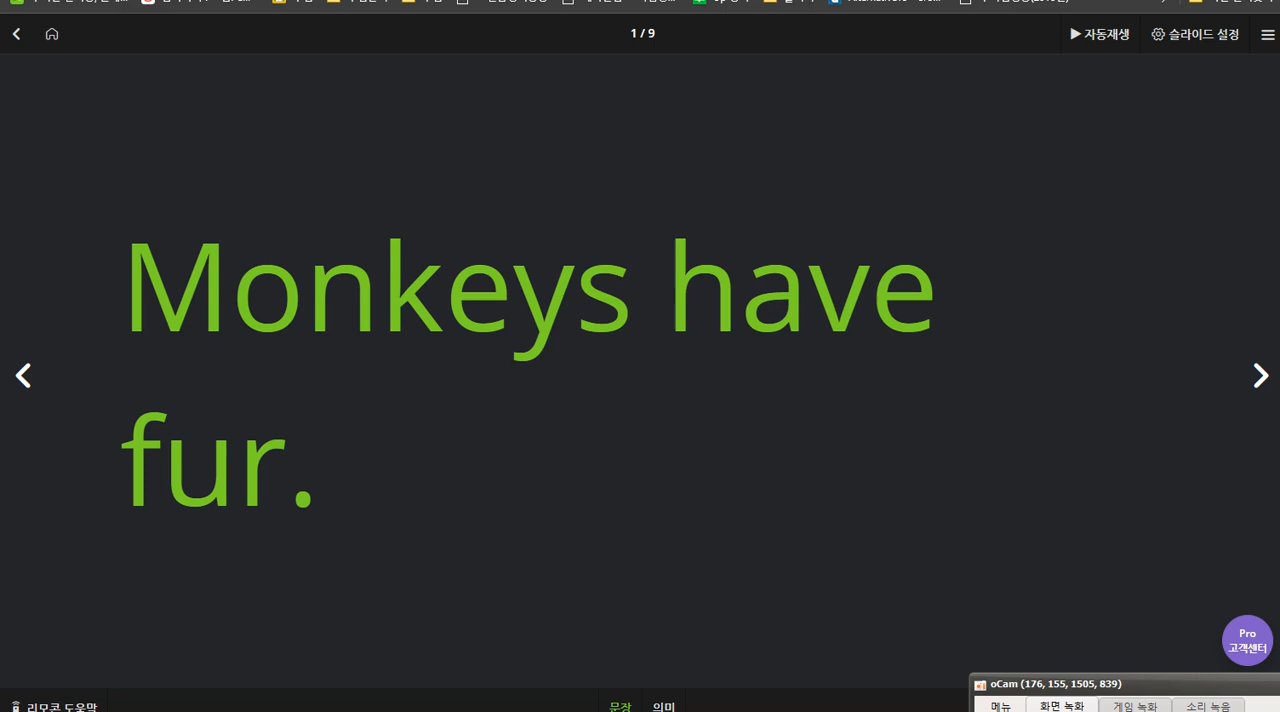 1 / 9
자동재생
슬라이드 설정
Monkeys have
fur.
Pro
고객센터
oCam (176, 155, 1505, 839)
메뉴
화면 녹화
게임 녹화
소리 녹음
리모콘 도움말
문장
의미